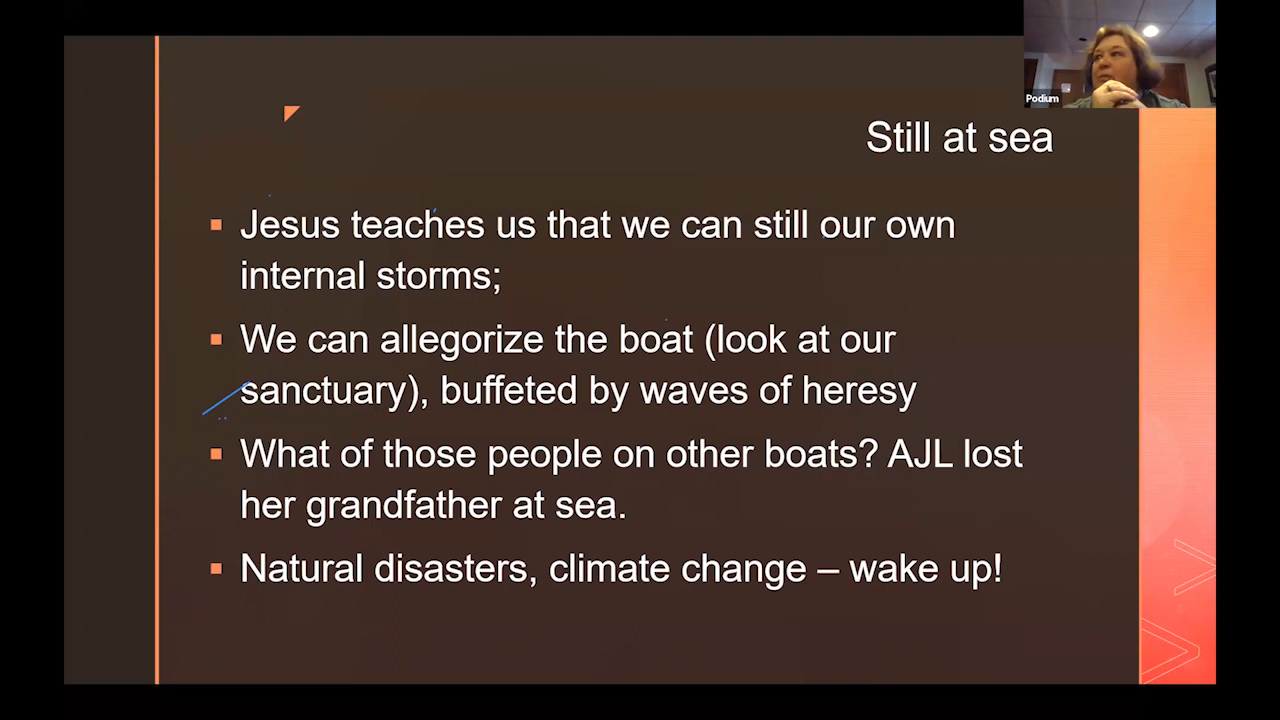 Podium
Still at sea
Jesus teaches us that we can still our own
internal storms;
We can allegorize the boat (look at our
sanctuary), buffeted by waves of heresy
What of those people on other boats? AJL lost
her grandfather at sea.
Natural disasters, climate change – wake up!